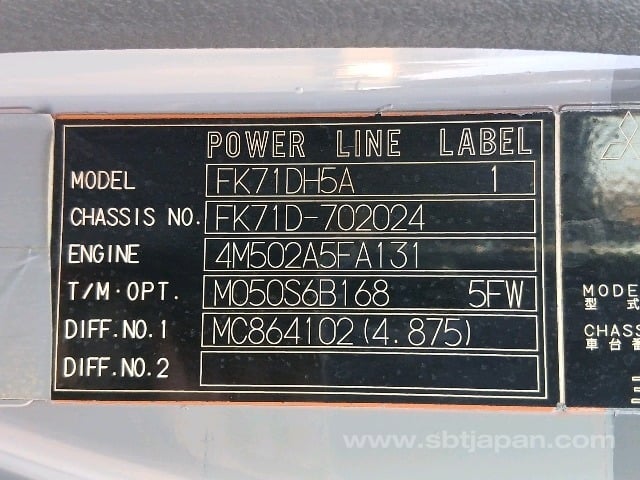 POWER LINE LABEL
MODEL FK71DH5A 1
CHASSIS NO. FK71D-702024
ENGINE 4M502A5FA131
T/M·OPT. M050S6B168 5FW
DIFF.NO.1 MC864102(4.875)
DIFF.NO.2
MODE
型 式
CHASS
車台番
www.sbtjapan.com